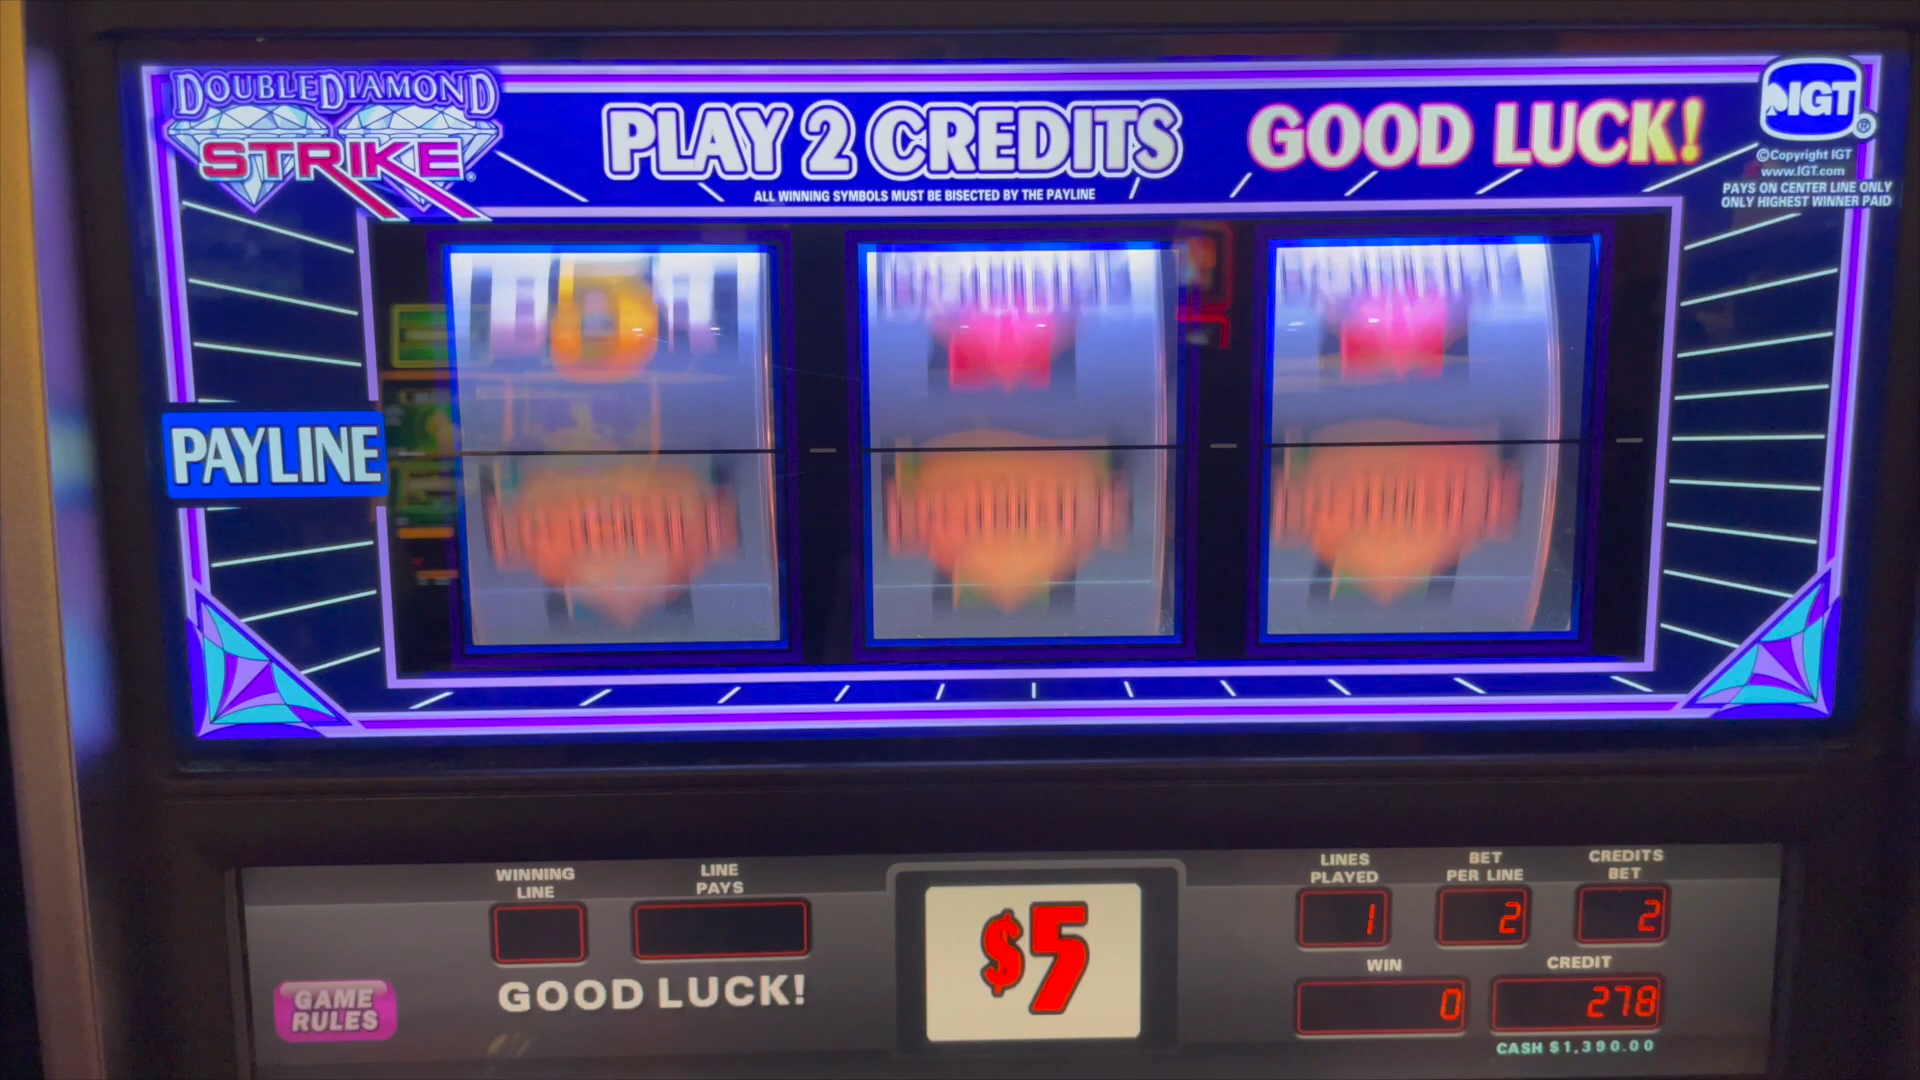 DOUBLE DIAMOND
STRIKE®
PLAY 2 CREDITS
ALL WINNING SYMBOLS MUST BE BISECTED BY THE PAYLINE
GOOD LUCK!
IGT®
©Copyright IGT
www.IGT.com
PAYS ON CENTER LINE ONLY
ONLY HIGHEST WINNER PAID
PAYLINE
WINNING
LINE
LINE
PAYS
GAME
RULES
GOOD LUCK!
$5
LINES
PLAYED
1
BET
PER LINE
2
CREDITS
BET
2
WIN
0
CREDIT
278
CASH $1,390.00